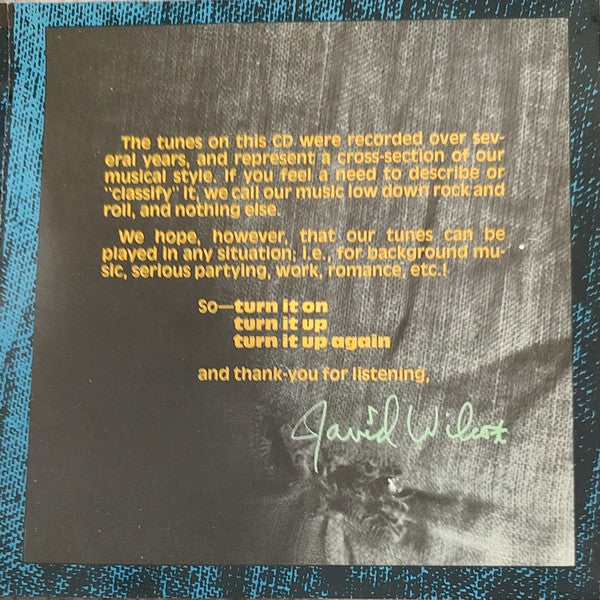 The tunes on this CD were recorded over sev-
eral years, and represent a cross-section of our
musical style. If you feel a need to describe or
"classify" it, we call our music low down rock and
roll, and nothing else.
We hope, however, that our tunes can be
played in any situation; i.e., for background mu-
sic, serious partying, work, romance, etc.!
So—turn it on
turn it up
turn it up again
and thank-you for listening,
David Wilcox